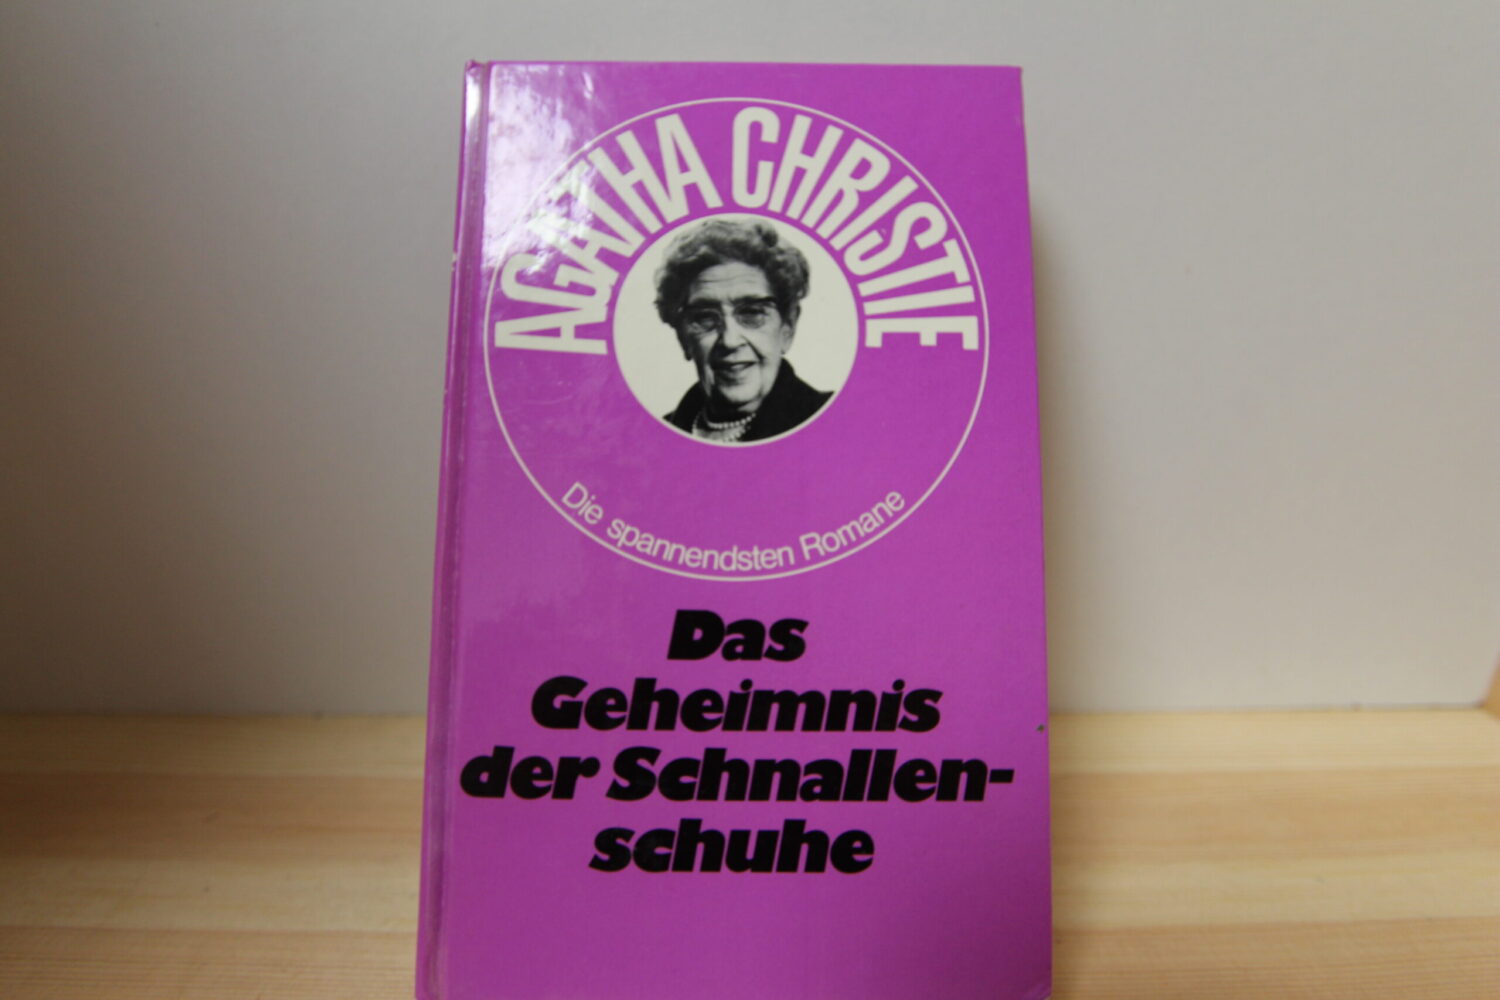 AGATHA CHRISTIE
Die spannendsten Romane
Das
Geheimnis
der Schnallen-
schuhe